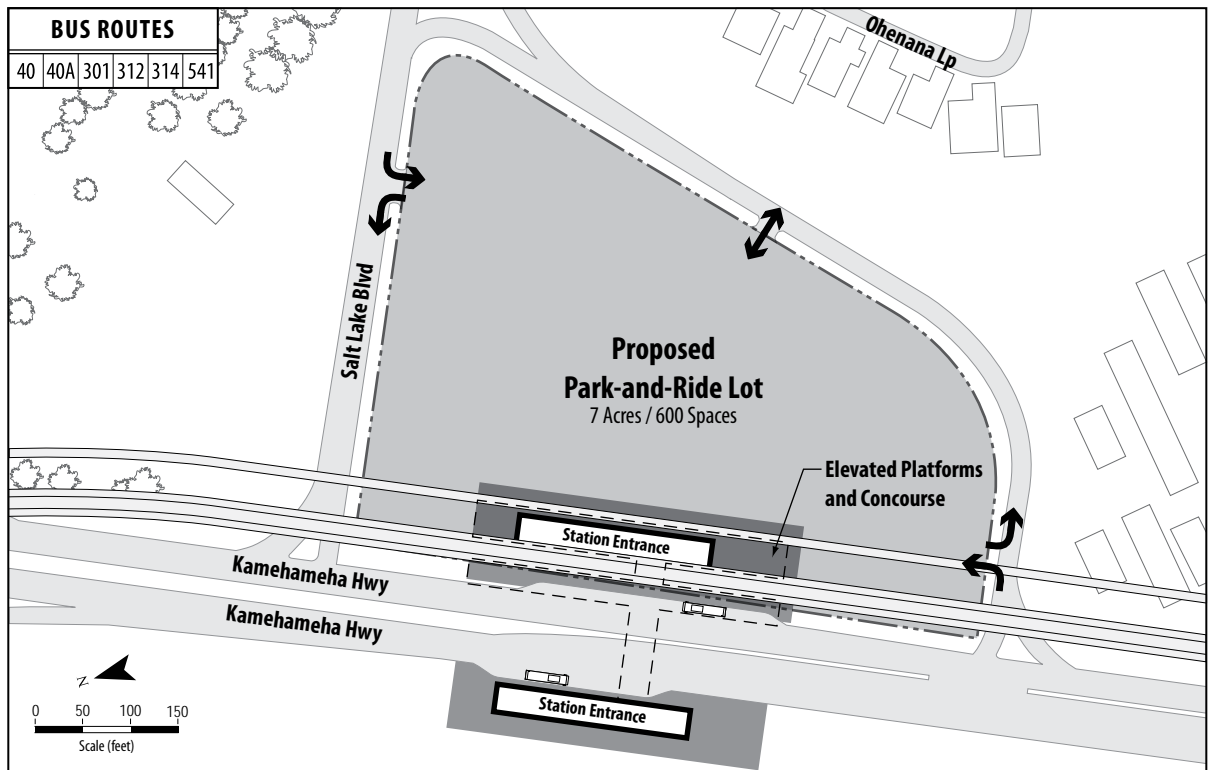 BUS ROUTES
40 40A 301 312 314 541
Ohenana Lp
Salt Lake Blvd
Proposed
Park-and-Ride Lot
7 Acres / 600 Spaces
Elevated Platforms
and Concourse
Station Entrance
Kamehameha Hwy
Kamehameha Hwy
Station Entrance
N
0 50 100 150
Scale (feet)